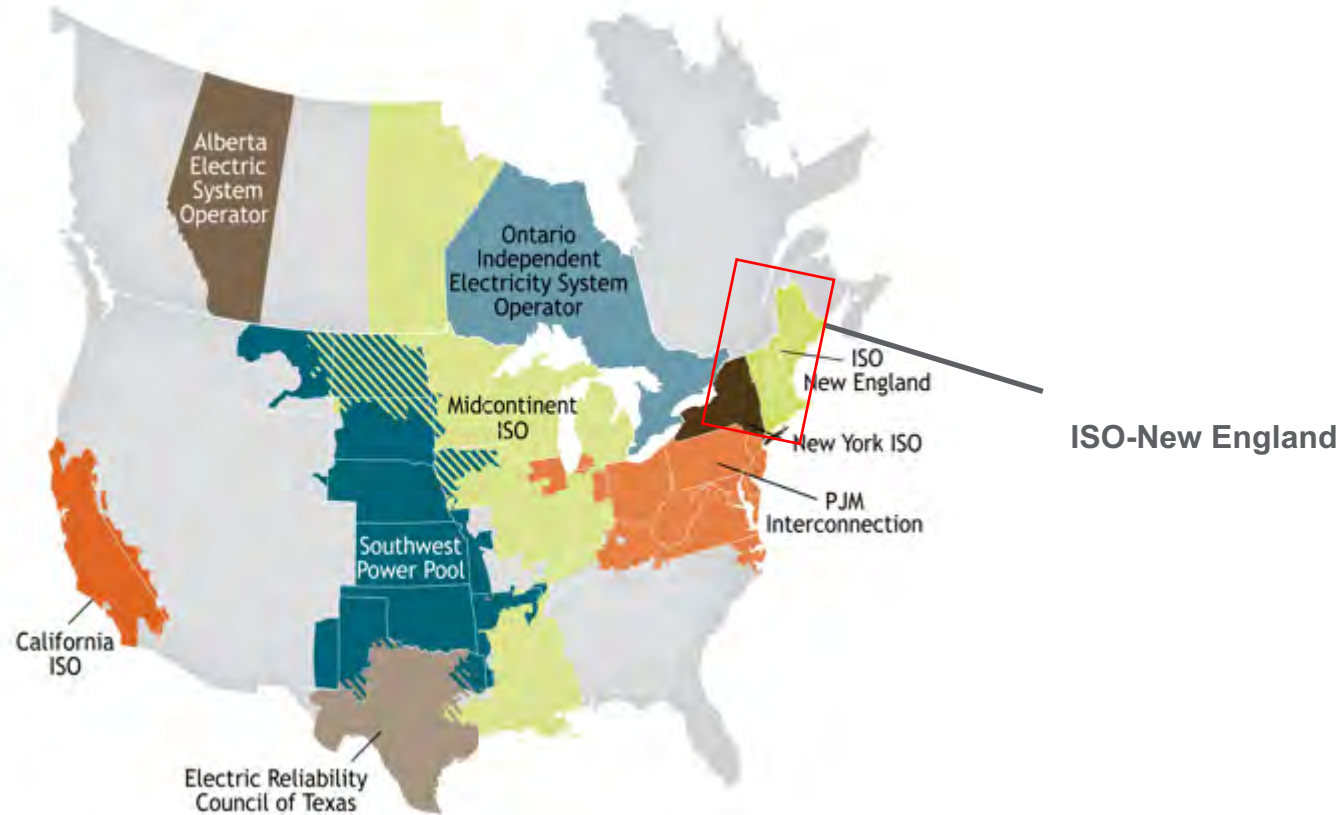 Alberta
Electric
System
Operator
Ontario
Independent
Electricity System
Operator
ISO
New England
Midcontinent
ISO
New York ISO
ISO-New England
PJM
Interconnection
Southwest
Power Pool
California
ISO
Electric Reliability
Council of Texas